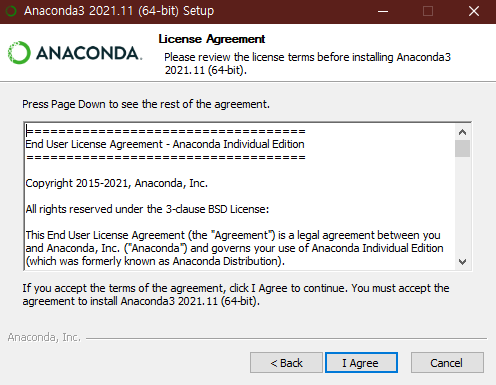 Anaconda3 2021.11 (64-bit) Setup
ANACONDA.
License Agreement
Please review the license terms before installing Anaconda3
2021.11 (64-bit).
Press Page Down to see the rest of the agreement.
===================================
End User License Agreement - Anaconda Individual Edition
===================================
Copyright 2015-2021, Anaconda, Inc.
All rights reserved under the 3-clause BSD License:
This End User License Agreement (the "Agreement") is a legal agreement between you
and Anaconda, Inc. ("Anaconda") and governs your use of Anaconda Individual Edition
(which was formerly known as Anaconda Distribution).
If you accept the terms of the agreement, click I Agree to continue. You must accept the
agreement to install Anaconda3 2021.11 (64-bit).
Anaconda, Inc.
< Back
I Agree
Cancel